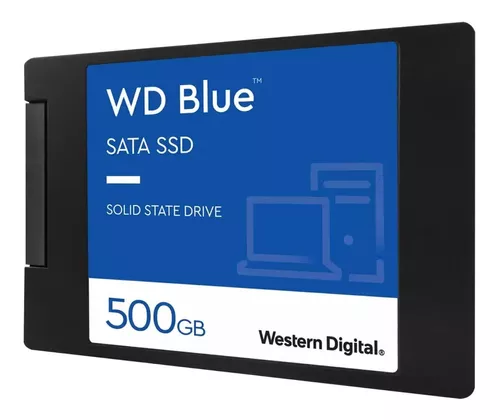 WD Blue™
SATA SSD
SOLID STATE DRIVE
500GB
Western Digital®